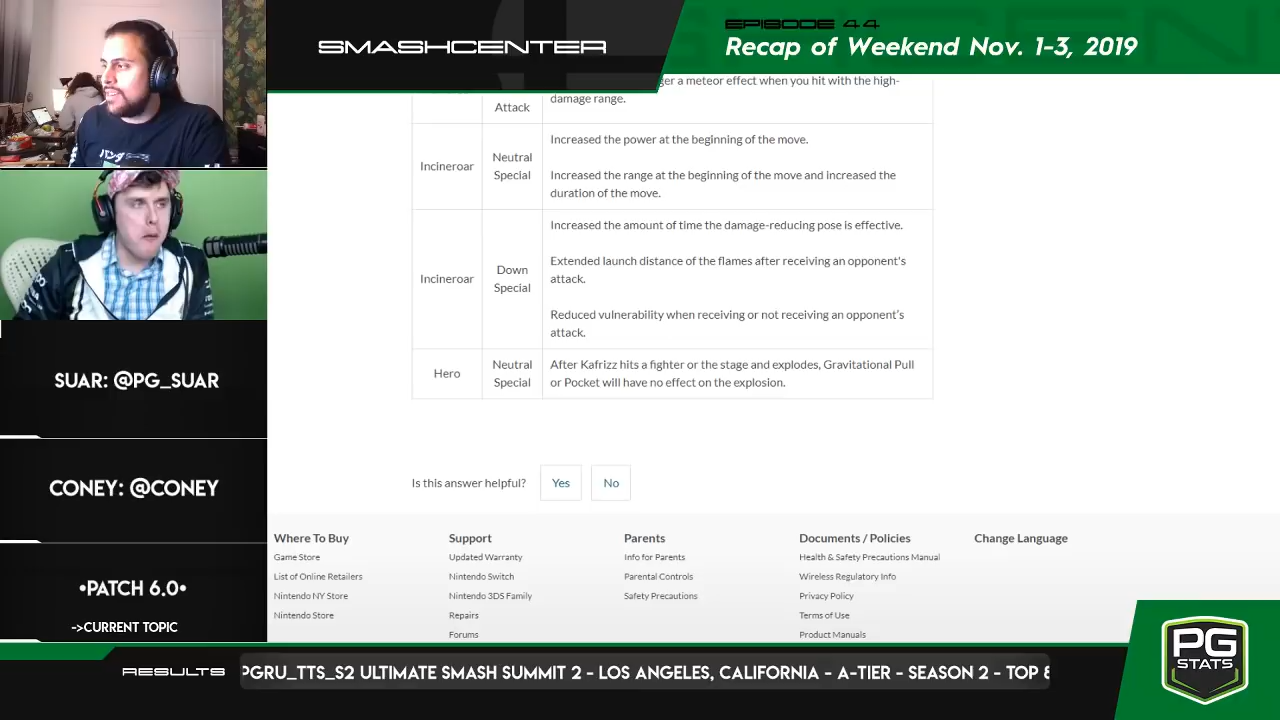 SMASHCENTER
EPISODE 44
Recap of Weekend Nov. 1-3, 2019
a meteor effect when you hit with the high-
Attack
damage range.
Increased the power at the beginning of the move.
Incineroar
Neutral
Special
Increased the range at the beginning of the move and increased the
duration of the move.
Increased the amount of time the damage-reducing pose is effective.
Incineroar
Down
Special
Extended launch distance of the flames after receiving an opponent's
attack.
Reduced vulnerability when receiving or not receiving an opponent's
attack.
Hero
Neutral
Special
After Kafrizz hits a fighter or the stage and explodes, Gravitational Pull
or Pocket will have no effect on the explosion.
Is this answer helpful? Yes No
Where To Buy
Game Store
List of Online Retailers
Nintendo NY Store
Nintendo Store
Support
Updated Warranty
Nintendo Switch
Nintendo 3DS Family
Repairs
Forums
Parents
Info for Parents
Parental Controls
Safety Precautions
Documents / Policies
Health & Safety Precautions Manual
Wireless Regulatory Info
Privacy Policy
Terms of Use
Product Manuals
Change Language
SUAR: @PG_SUAR
CONEY: @CONEY
•PATCH 6.0•
->CURRENT TOPIC
RESULTS
PGRU_TTS_S2 ULTIMATE SMASH SUMMIT 2 - LOS ANGELES, CALIFORNIA - A-TIER - SEASON 2 - TOP 8
PG
STATS